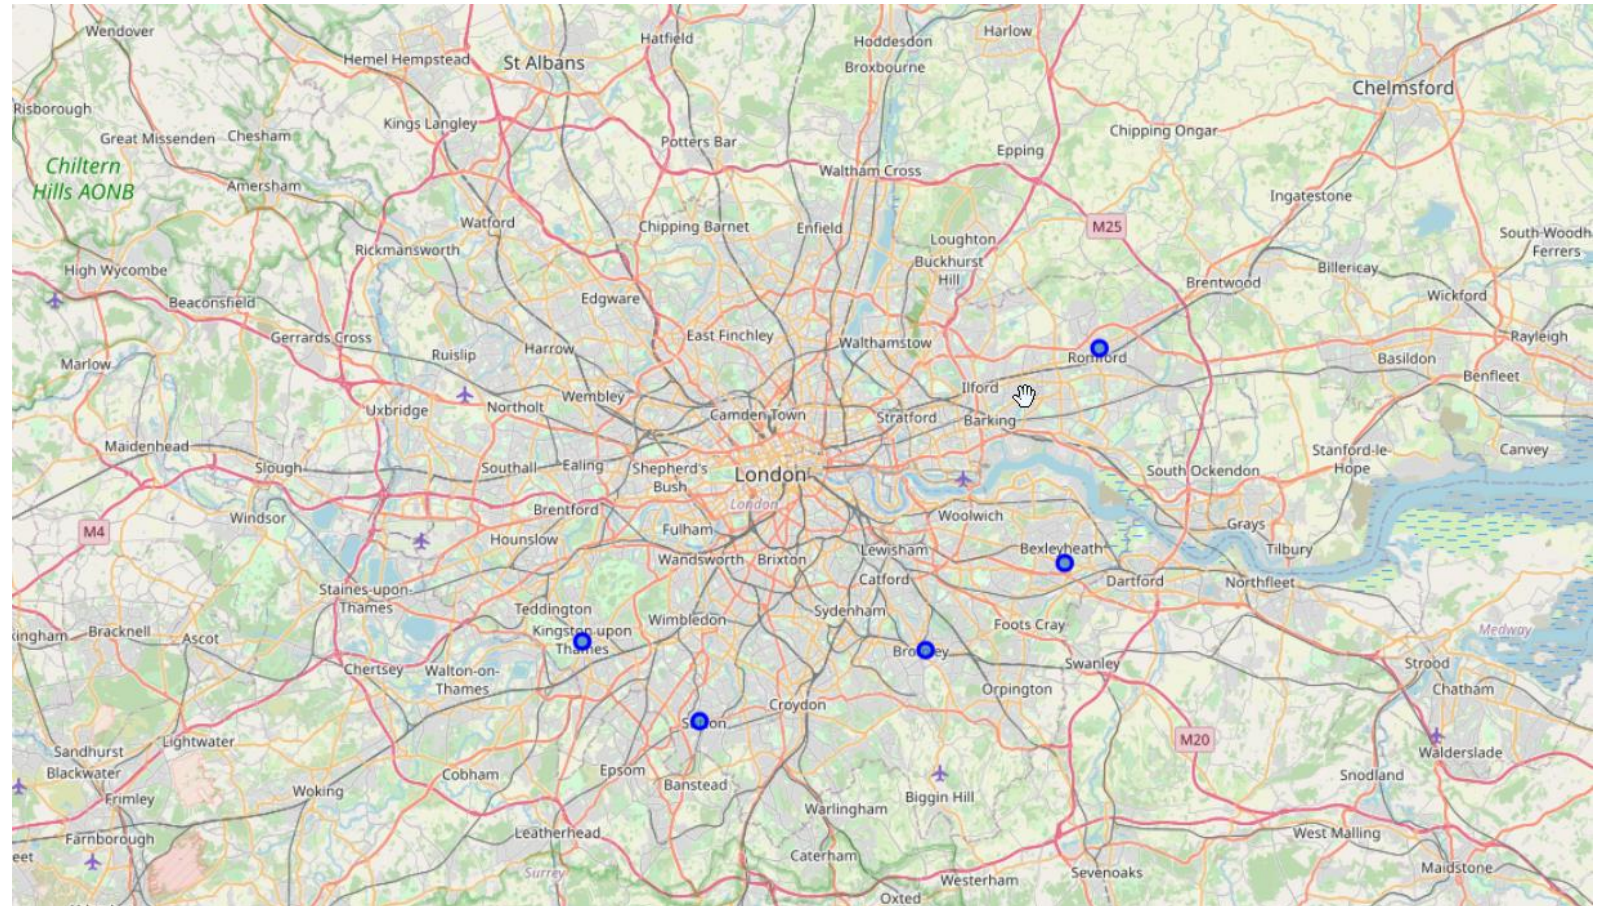 Wendover
Hatfield
Hoddesdon
Harlow
Hemel Hempstead
St Albans
Broxbourne
Chelmsford
Risborough
Kings Langley
Great Missenden
Chesham
Potters Bar
Chipping Ongar
Epping
Chiltern
Hills AONB
Waltham Cross
Amersham
Ingatestone
Watford
Chipping Barnet
Enfield
M25
Rickmansworth
Loughton
South Woodh
Ferrers
High Wycombe
Buckhurst
Hill
Billericay
Brentwood
Beaconsfield
Edgware
Wickford
Gerrards Cross
East Finchley
Walthamstow
Rayleigh
Harrow
Ruislip
Romford
Basildon
Marlow
Benfleet
Ilford
Wembley
Uxbridge
Northolt
Camden Town
Stratford
Barking
Maidenhead
Stanford-le-
Hope
Canvey
Slough
Southall
Ealing
Shepherd's
Bush
London
South Ockendon
London
Windsor
Brentford
Woolwich
Grays
M4
Fulham
Hounslow
Bexleyheath
Tilbury
Wandsworth
Brixton
Lewisham
Catford
Dartford
Northfleet
Staines-upon-
Thames
Teddington
Wimbledon
Sydenham
Foots Cray
kingham
Bracknell
Ascot
Kingston upon
Thames
Medway
Chertsey
Walton-on-
Thames
Swanley
Strood
Orpington
Chatham
Croydon
Lightwater
M20
Sandhurst
Blackwater
Walderslade
Epsom
Cobham
Banstead
Snodland
Frimley
Woking
Biggin Hill
Warlingham
Farnborough
Leatherhead
West Malling
eet
Caterham
Surrey
Westerham
Sevenoaks
Maidstone
Oxted